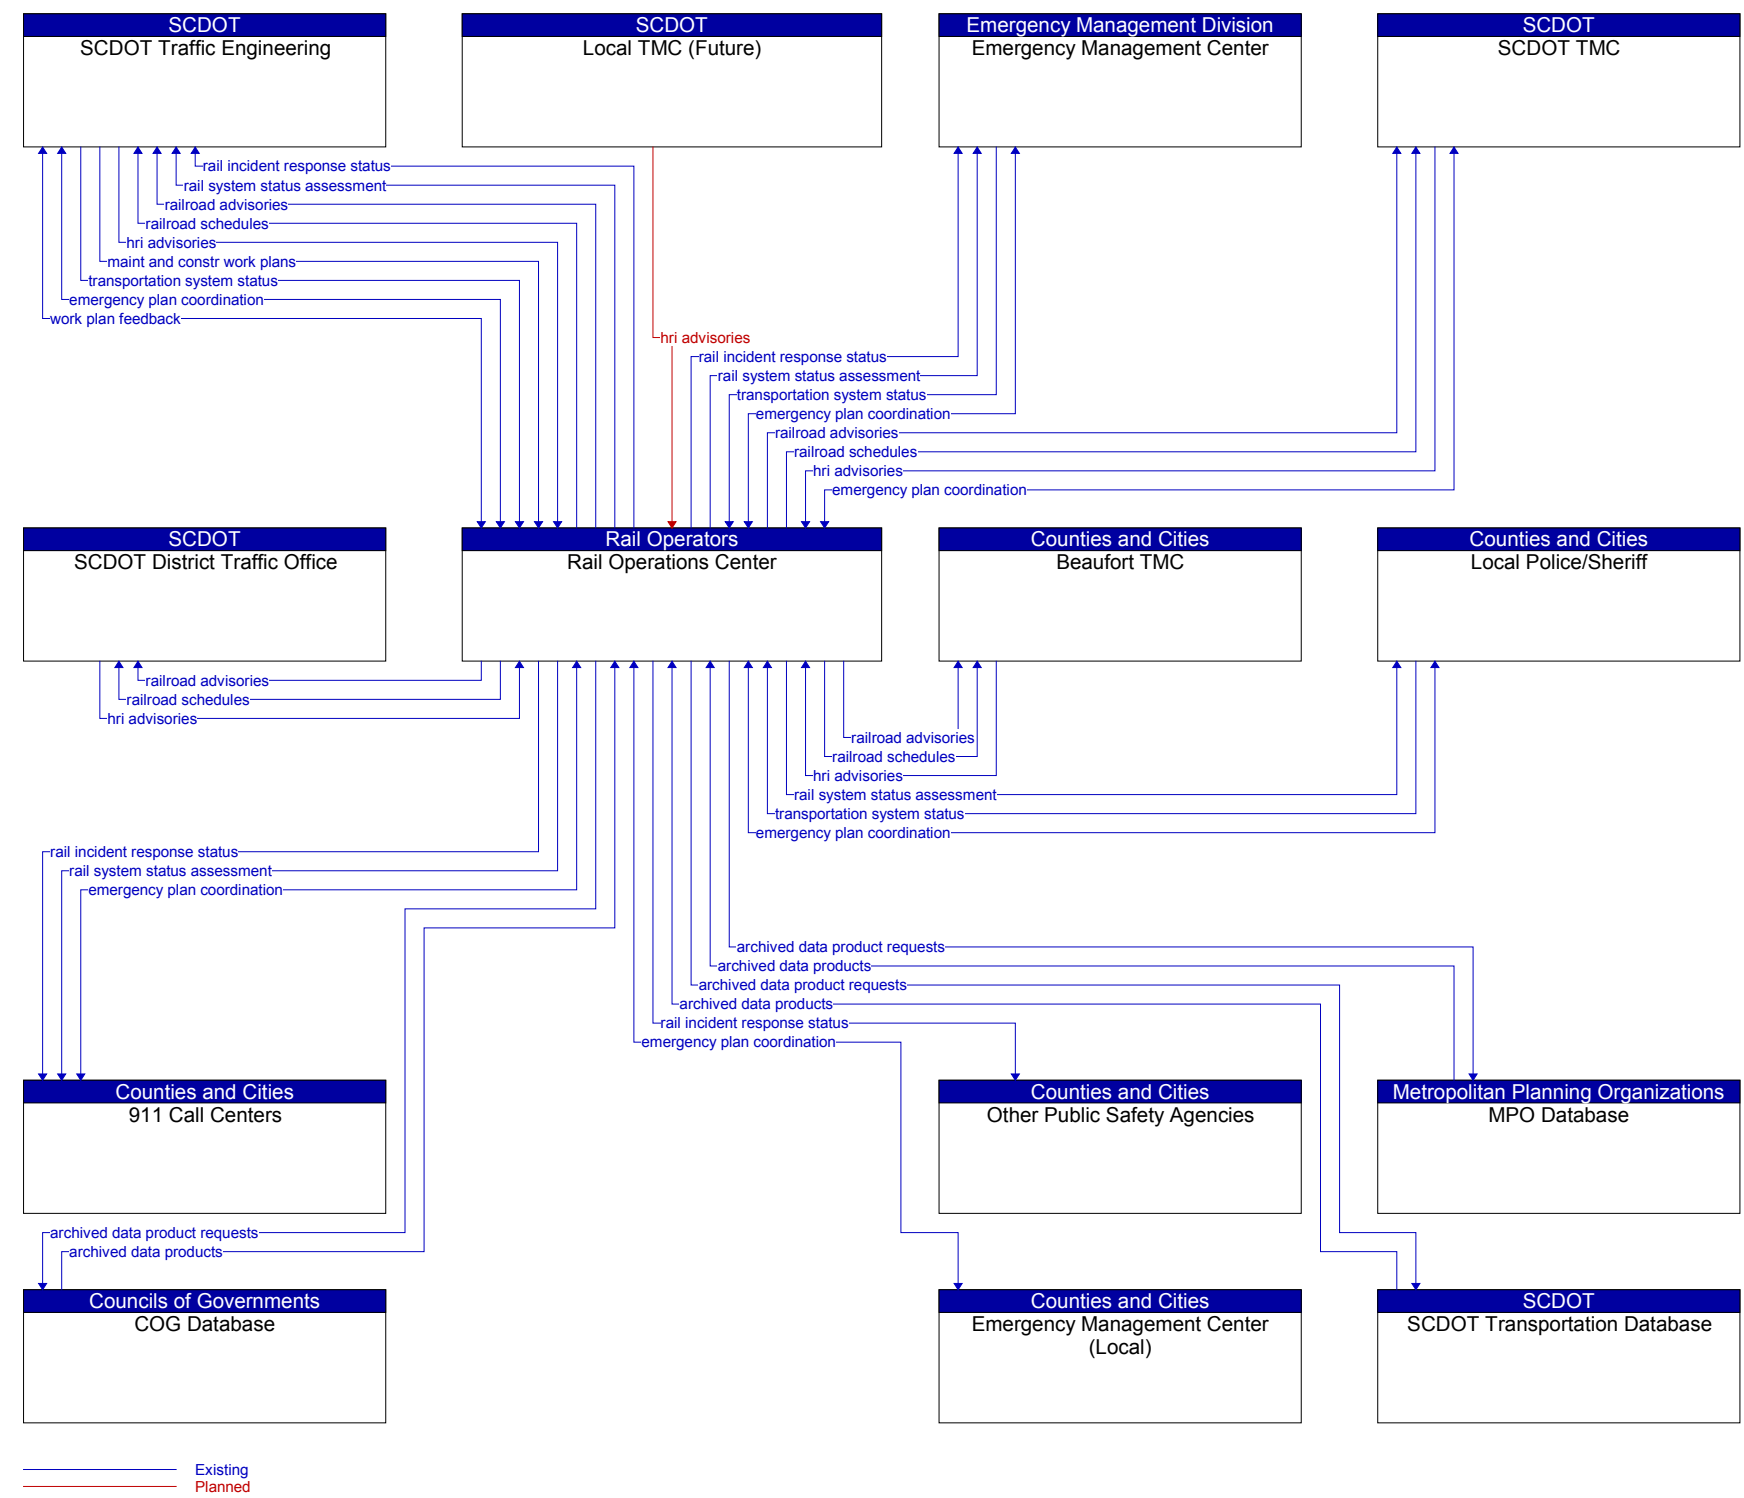 SCDOT
SCDOT Traffic Engineering
SCDOT
Local TMC (Future)
Emergency Management Division
Emergency Management Center
SCDOT
SCDOT TMC
rail incident response status
rail system status assessment
railroad advisories
railroad schedules
hri advisories
maint and constr work plans
transportation system status
emergency plan coordination
work plan feedback
hri advisories
rail incident response status
rail system status assessment
transportation system status
emergency plan coordination
railroad advisories
railroad schedules
hri advisories
emergency plan coordination
SCDOT
SCDOT District Traffic Office
Rail Operators
Rail Operations Center
Counties and Cities
Beaufort TMC
Counties and Cities
Local Police/Sheriff
railroad advisories
railroad schedules
hri advisories
railroad advisories
railroad schedules
hri advisories
rail system status assessment
transportation system status
emergency plan coordination
rail incident response status
rail system status assessment
emergency plan coordination
archived data product requests
archived data products
archived data product requests
archived data products
rail incident response status
emergency plan coordination
Counties and Cities
911 Call Centers
Counties and Cities
Other Public Safety Agencies
Metropolitan Planning Organizations
MPO Database
archived data product requests
archived data products
Councils of Governments
COG Database
Counties and Cities
Emergency Management Center
(Local)
SCDOT
SCDOT Transportation Database
Existing
Planned